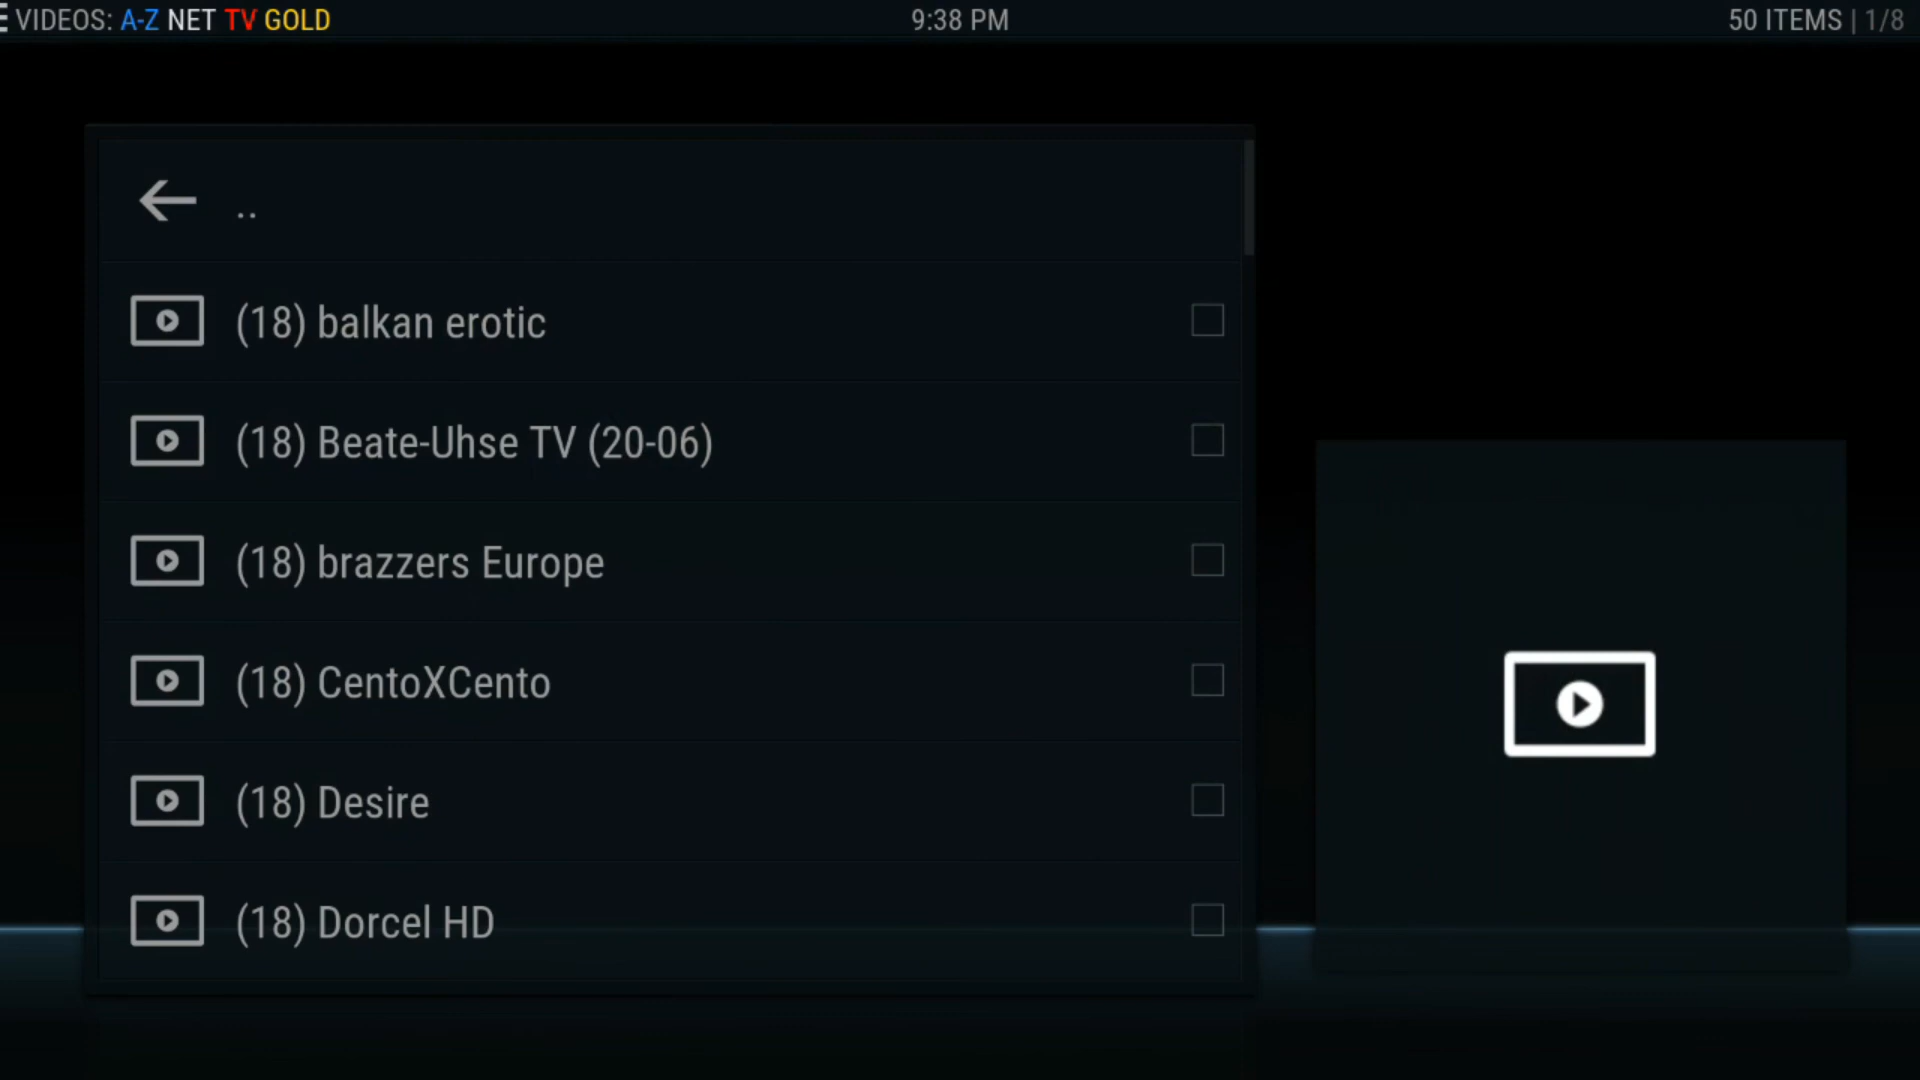 VIDEOS: A-Z NET TV GOLD
9:38 PM
50 ITEMS | 1/8
..
(18) balkan erotic
(18) Beate-Uhse TV (20-06)
(18) brazzers Europe
(18) CentoXCento
(18) Desire
(18) Dorcel HD